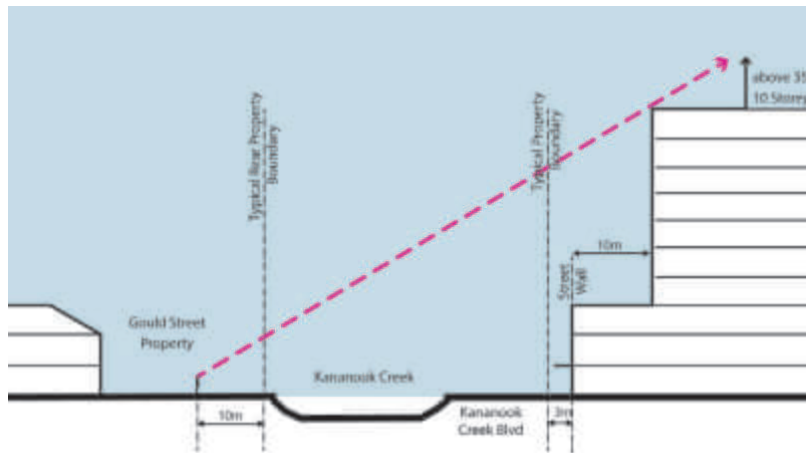 above 35
10 Storey
Typical Rear Property
Boundary
Typical Property
Boundary
10m
Street
Wall
Gould Street
Property
Kananook Creek
10m
Kananook
Creek Blvd
3m